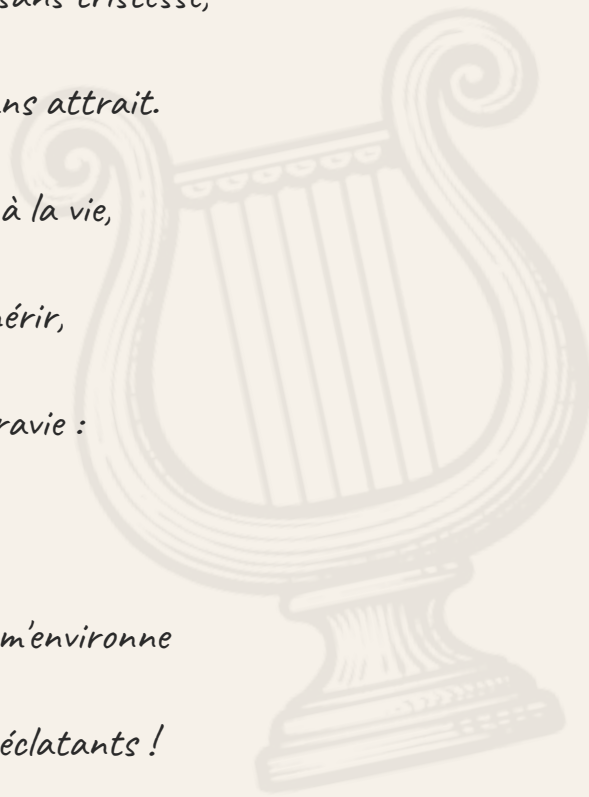 sans tristesse,
ns attrait.
à la vie,
érir,
ravie :
m'environne
éclatants !